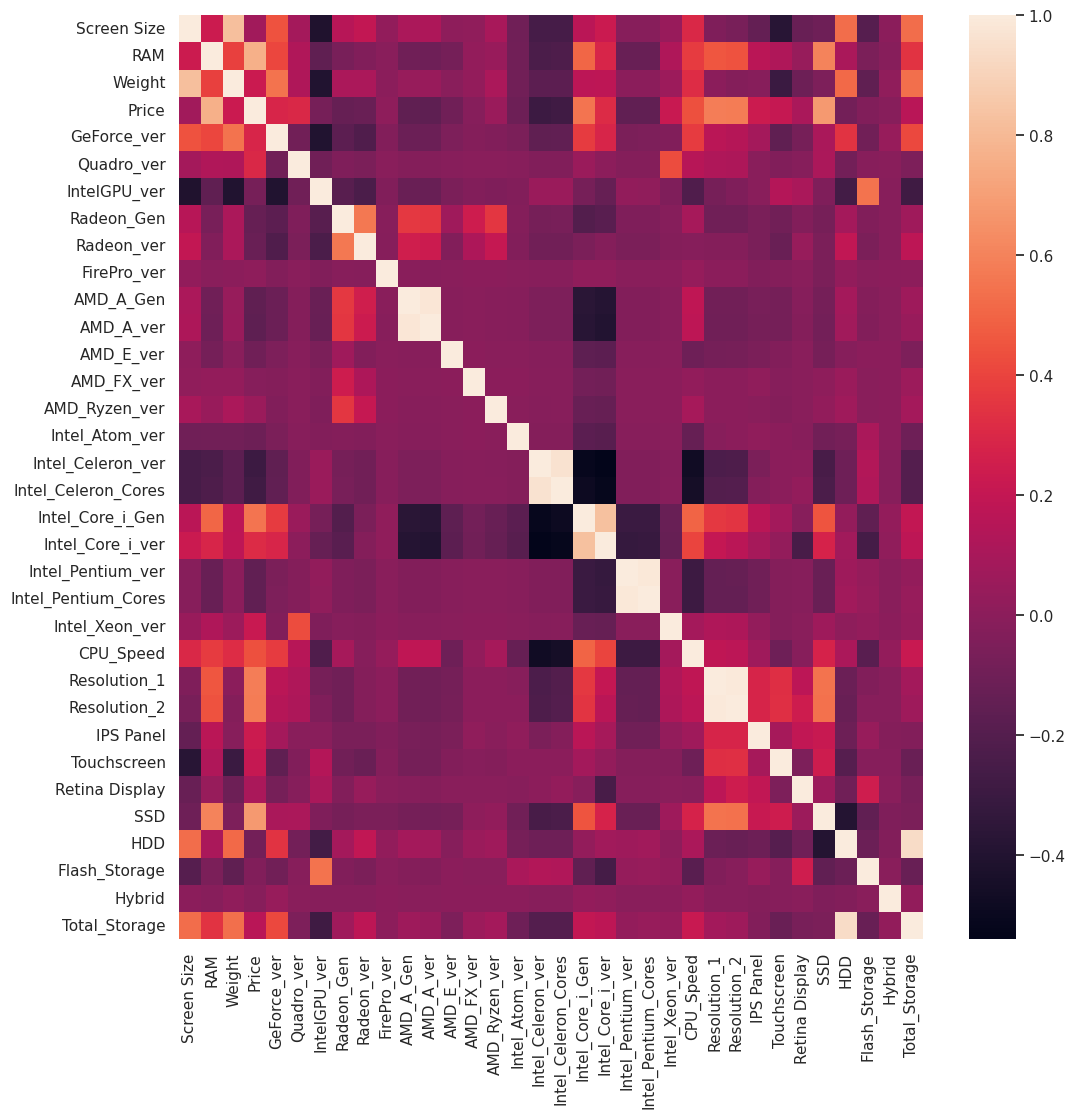 Screen Size
RAM
Weight
Price
GeForce_ver
Quadro_ver
IntelGPU_ver
Radeon_Gen
Radeon_ver
FirePro_ver
AMD_A_Gen
AMD_A_ver
AMD_E_ver
AMD_FX_ver
AMD_Ryzen_ver
Intel_Atom_ver
Intel_Celeron_ver
Intel_Celeron_Cores
Intel_Core_i_Gen
Intel_Core_i_ver
Intel_Pentium_ver
Intel_Pentium_Cores
Intel_Xeon_ver
CPU_Speed
Resolution_1
Resolution_2
IPS Panel
Touchscreen
Retina Display
SSD
HDD
Flash_Storage
Hybrid
Total_Storage
Screen Size
RAM
Weight
Price
GeForce_ver
Quadro_ver
IntelGPU_ver
Radeon_Gen
Radeon_ver
FirePro_ver
AMD_A_Gen
AMD_A_ver
AMD_E_ver
AMD_FX_ver
AMD_Ryzen_ver
Intel_Atom_ver
Intel_Celeron_ver
Intel_Celeron_Cores
Intel_Core_i_Gen
Intel_Core_i_ver
Intel_Pentium_ver
Intel_Pentium_Cores
Intel_Xeon_ver
CPU_Speed
Resolution_1
Resolution_2
IPS Panel
Touchscreen
Retina Display
SSD
HDD
Flash_Storage
Hybrid
Total_Storage
1.0
0.8
0.6
0.4
0.2
0.0
−0.2
−0.4